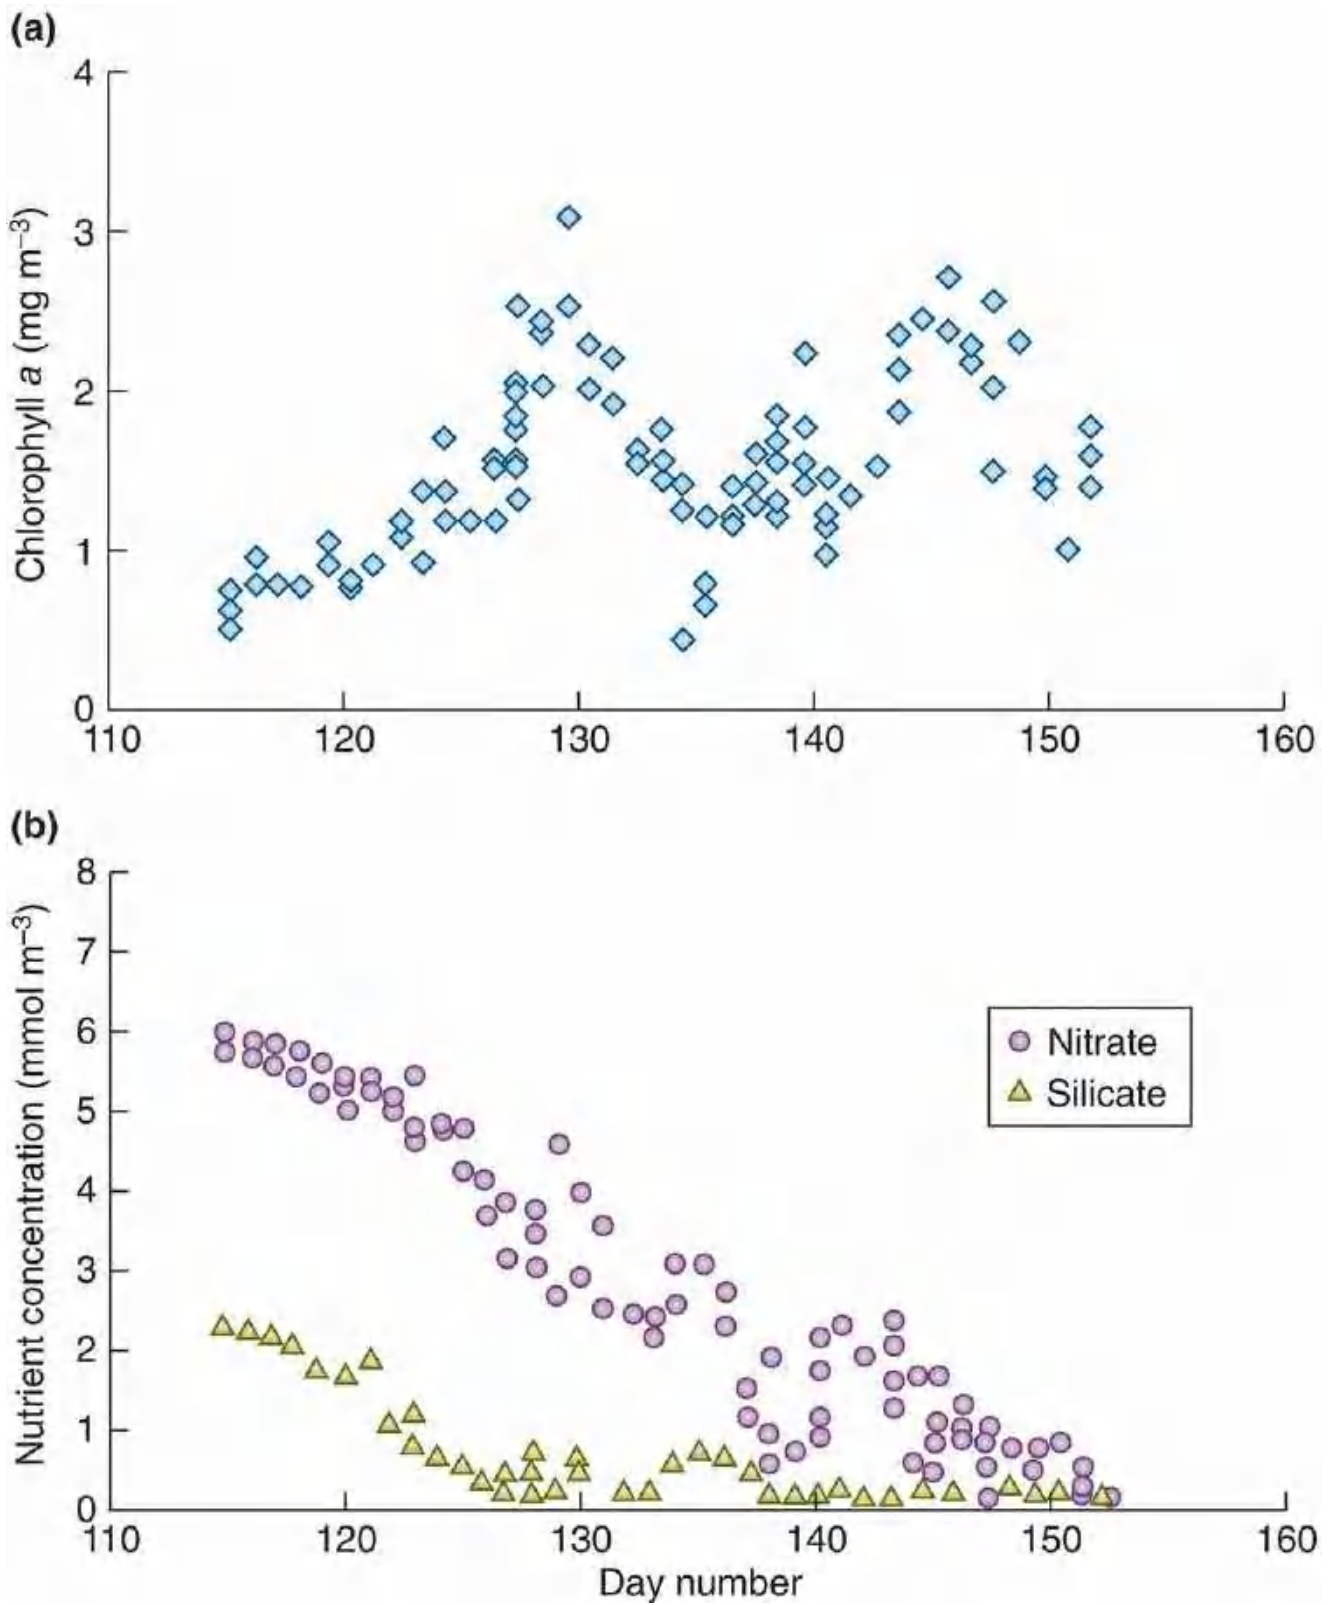 (a)
4
3
2
1
0
Chlorophyll a (mg m⁻³)
110 120 130 140 150 160
(b)
8
7
6
5
4
3
2
1
0
Nutrient concentration (mmol m⁻³)
Nitrate
Silicate
110 120 130 140 150 160
Day number